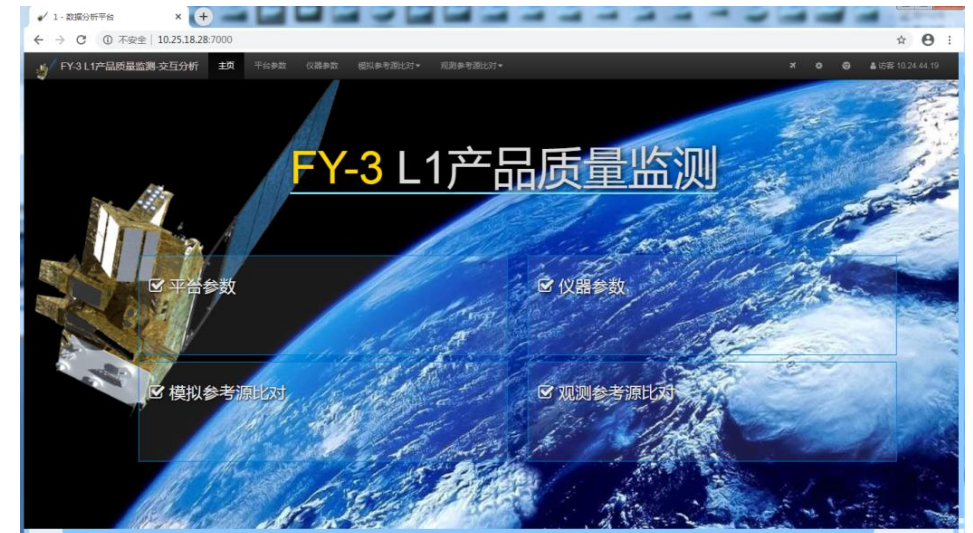 1 - 数据分析平台
不安全 | 10.25.18.28:7000
FY-3 L1产品质量监测-交互分析 主页 平台参数 仪器参数 模拟参考源比对 观测参考源比对 访客 10.24.44.19
FY-3 L1产品质量监测
平台参数 仪器参数
模拟参考源比对 观测参考源比对